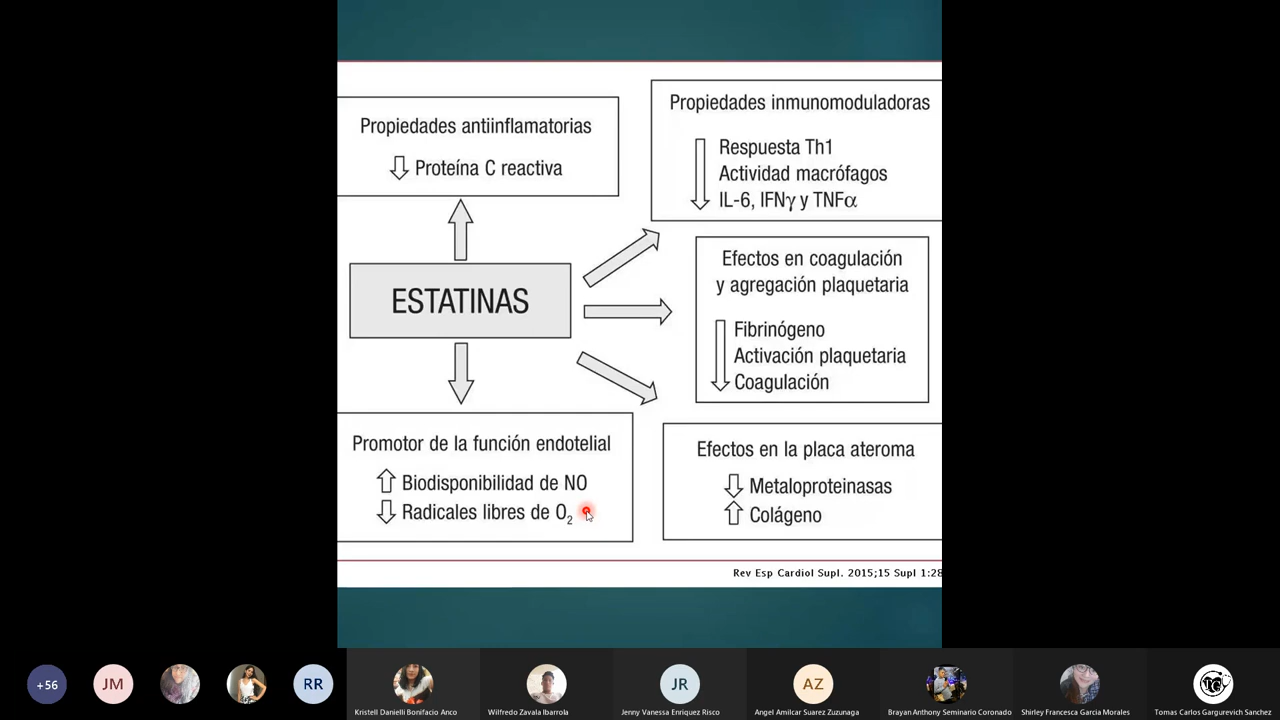 Propiedades antiinflamatorias
Proteína C reactiva
Propiedades inmunomoduladoras
Respuesta Th1
Actividad macrófagos
IL-6, IFNγ y TNFα
ESTATINAS
Efectos en coagulación
y agregación plaquetaria
Fibrinógeno
Activación plaquetaria
Coagulación
Promotor de la función endotelial
Biodisponibilidad de NO
Radicales libres de O₂
Efectos en la placa ateroma
Metaloproteinasas
Colágeno
Rev Esp Cardiol Supl. 2015;15 Supl 1:28
+56
JM
RR
JR
AZ
Kristell Danielli Bonifacio Anco
Wilfredo Zavala Ibarrola
Jenny Vanessa Enriquez Risco
Angel Amilcar Suarez Zuzunaga
Brayan Anthony Seminario Coronado
Shirley Francesca Garcia Morales
Tomas Carlos Gargurevich Sanchez